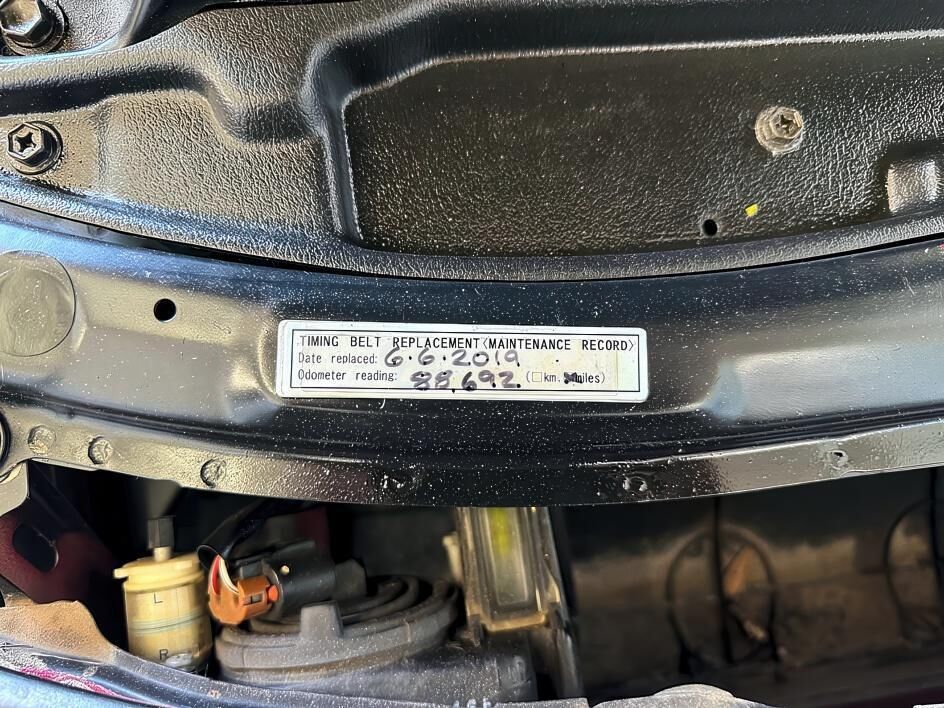 TIMING BELT REPLACEMENT〈MAINTENANCE RECORD〉
Date replaced: 6.6.2019
Odometer reading: 88,692. (□km. ☒miles)
L
R